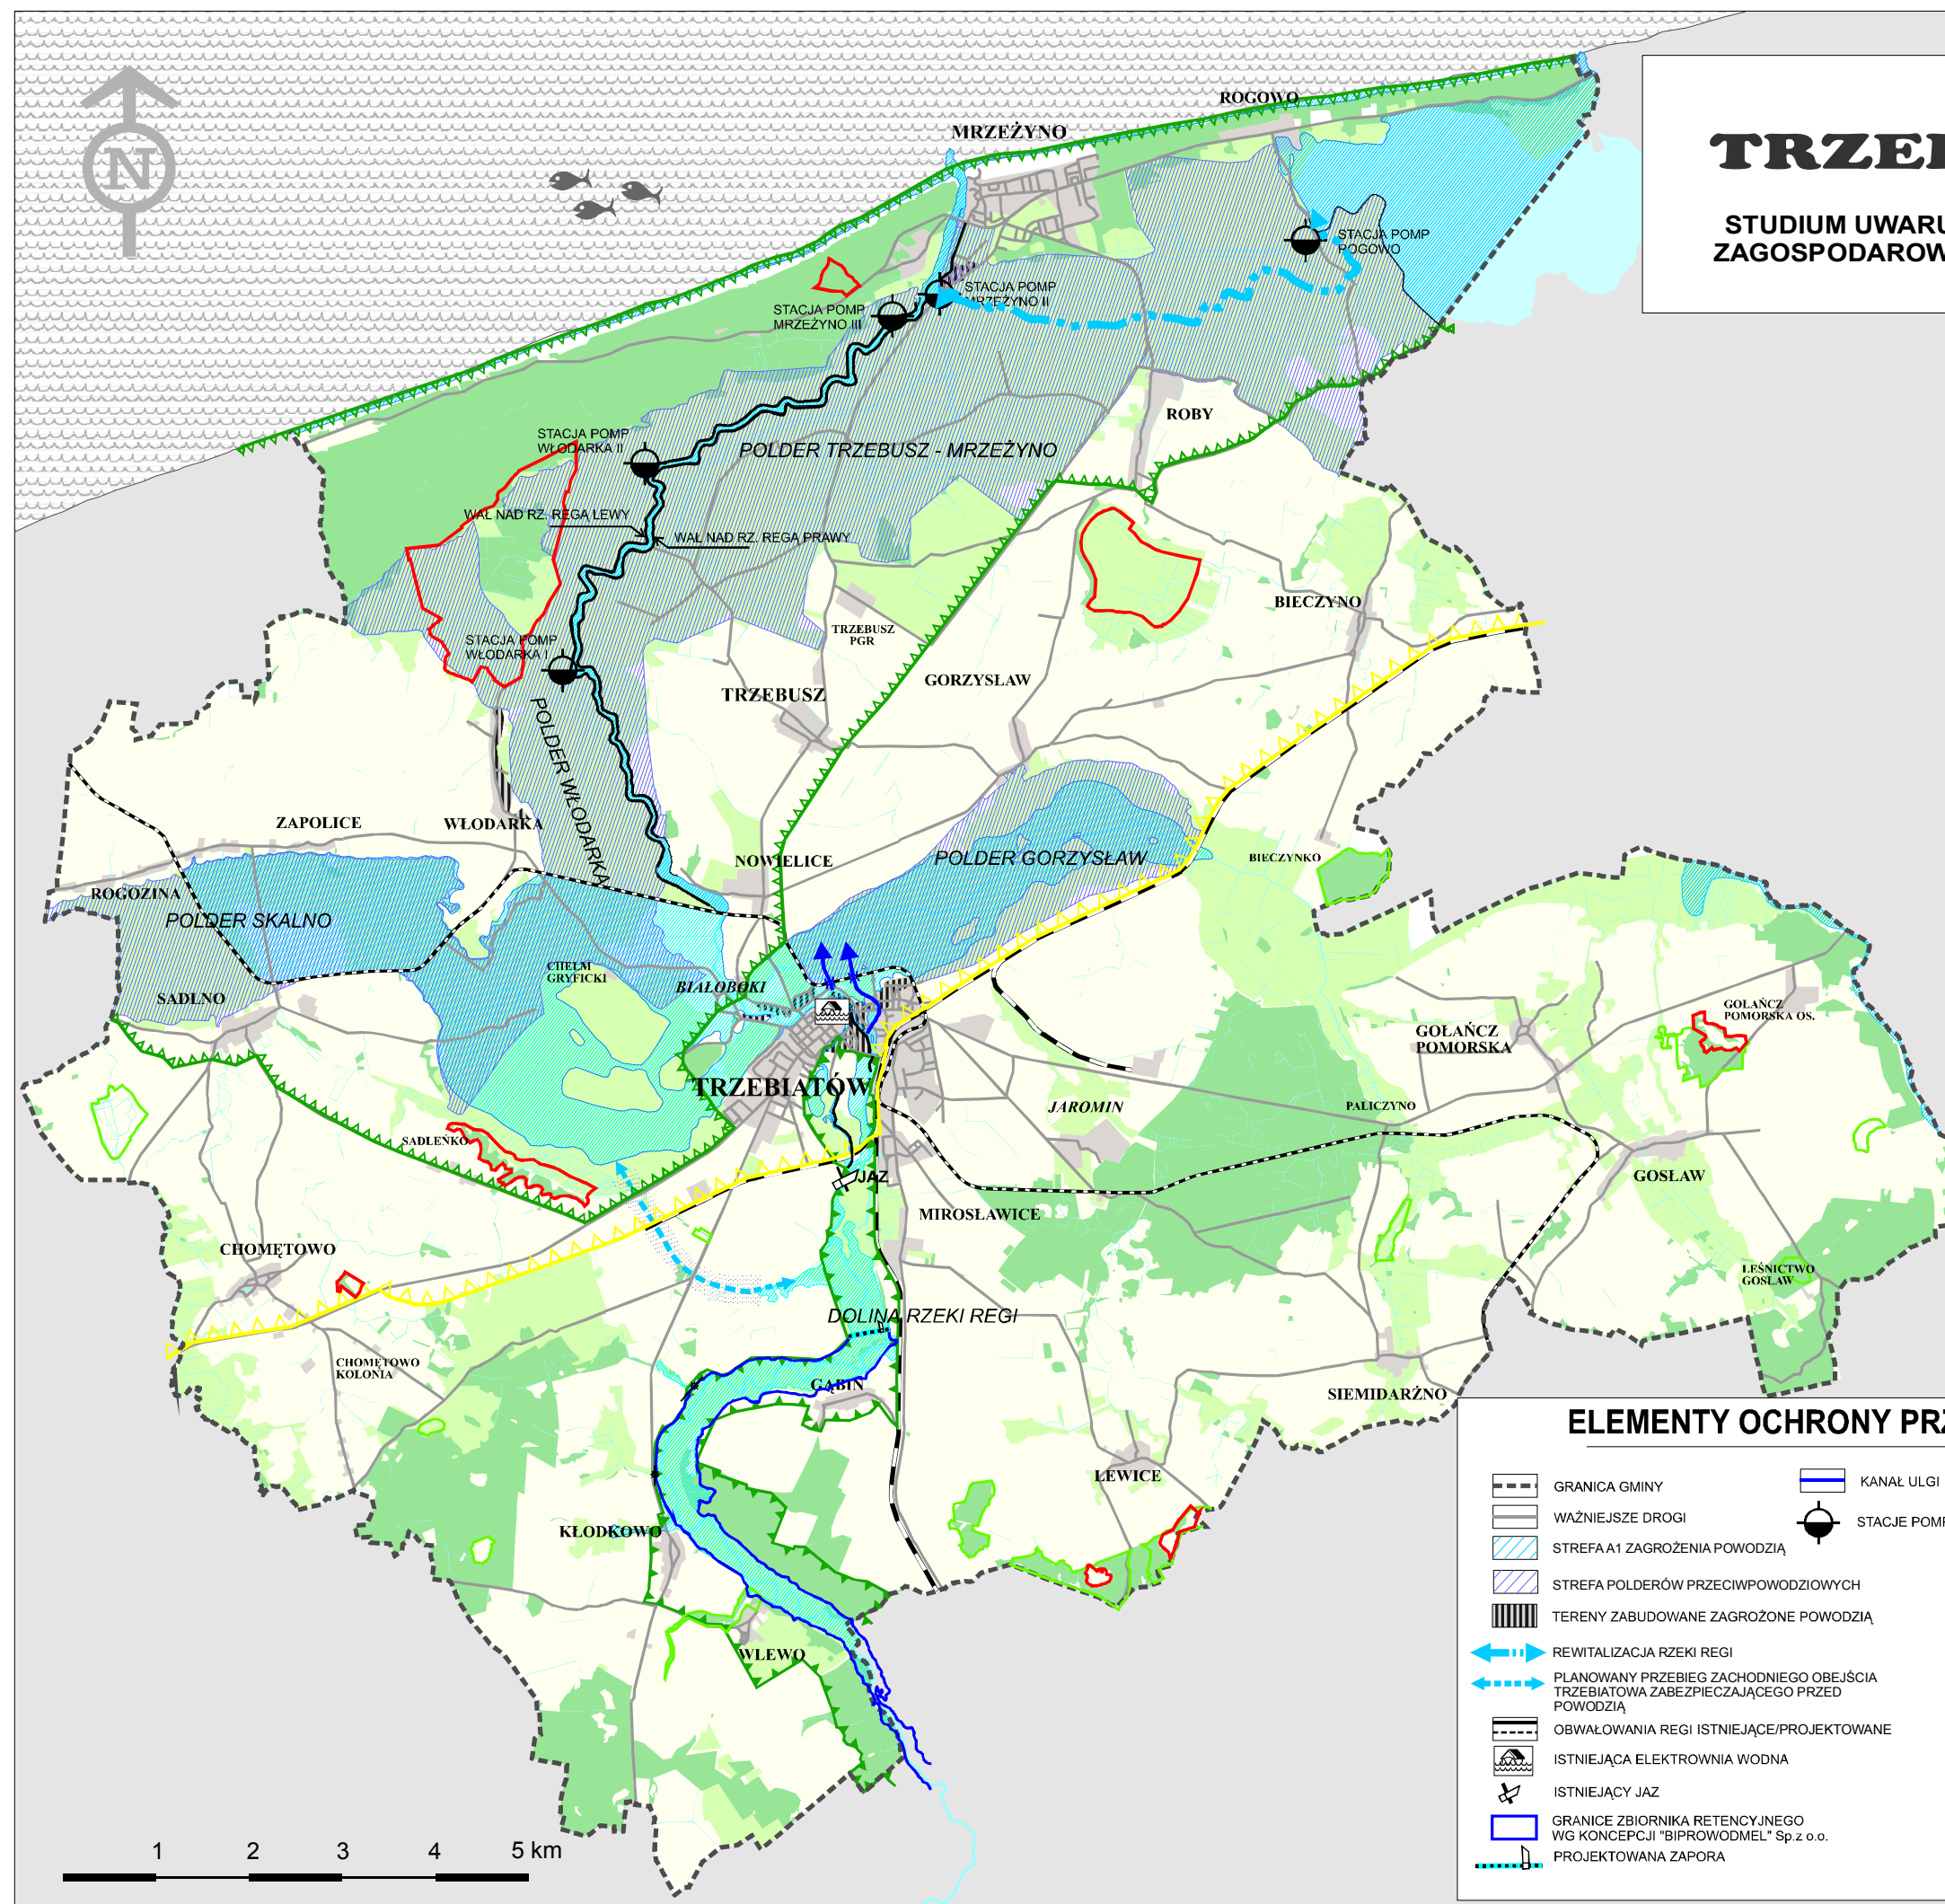 ROGOWO
MRZEŻYNO
TRZEB
STUDIUM UWARU
ZAGOSPODAROW
N
STACJA POMP
ROGOWO
STACJA POMP
MRZEŻYNO II
STACJA POMP
MRZEŻYNO III
ROBY
STACJA POMP
WŁODARKA II
POLDER TRZEBUSZ - MRZEŻYNO
WAŁ NAD RZ. REGĄ LEWY
WAŁ NAD RZ. REGĄ PRAWY
BIECZYNO
TRZEBUSZ
PGR
STACJA POMP
WŁODARKA I
GORZYSŁAW
TRZEBUSZ
POLDER WŁODARKA
ZAPOLICE
WŁODARKA
NOWIELICE
POLDER GORZYSŁAW
BIECZYNKO
ROGOZINA
POLDER SKALNO
CHEŁM
GRYFICKI
BIAŁOBOKI
SADLNO
GOŁAŃCZ
POMORSKA OS.
GOŁAŃCZ
POMORSKA
TRZEBIATÓW
JAROMIN
PALICZYNO
SADLEŃKO
JAZ
GOSŁAW
MIROSŁAWICE
CHOMĘTOWO
LEŚNICTWO
GOSŁAW
DOLINA RZEKI REGI
CHOMĘTOWO
KOLONIA
GĄBIN
SIEMIDARŻNO
LEWICE
KŁODKOWO
WLEWO
ELEMENTY OCHRONY PRZ
GRANICA GMINY
KANAŁ ULGI
WAŻNIEJSZE DROGI
STACJE POMP
STREFA A1 ZAGROŻENIA POWODZIĄ
STREFA POLDERÓW PRZECIWPOWODZIOWYCH
TERENY ZABUDOWANE ZAGROŻONE POWODZIĄ
REWITALIZACJA RZEKI REGI
PLANOWANY PRZEBIEG ZACHODNIEGO OBEJŚCIA
TRZEBIATOWA ZABEZPIECZAJĄCEGO PRZED
POWODZIĄ
OBWAŁOWANIA REGI ISTNIEJĄCE/PROJEKTOWANE
ISTNIEJĄCA ELEKTROWNIA WODNA
ISTNIEJĄCY JAZ
GRANICE ZBIORNIKA RETENCYJNEGO
WG KONCEPCJI "BIPROWODMEL" Sp.z o.o.
PROJEKTOWANA ZAPORA
1 2 3 4 5 km